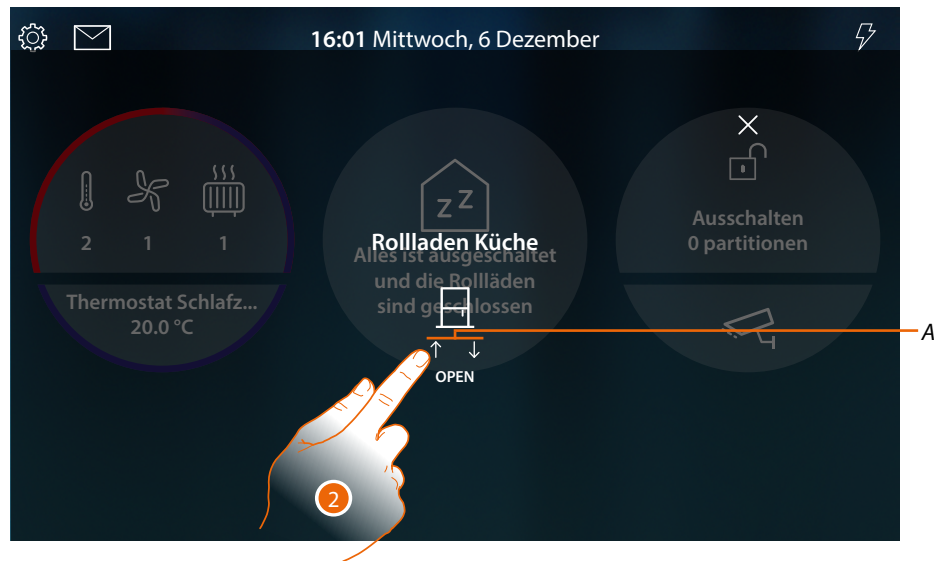 16:01 Mittwoch, 6 Dezember
2
1
1
Thermostat Schlafz...
20.0 °C
zZ
Rollladen Küche
Alles ist ausgeschaltet
und die Rollläden
sind geschlossen
OPEN
Ausschalten
0 partitionen
A
2